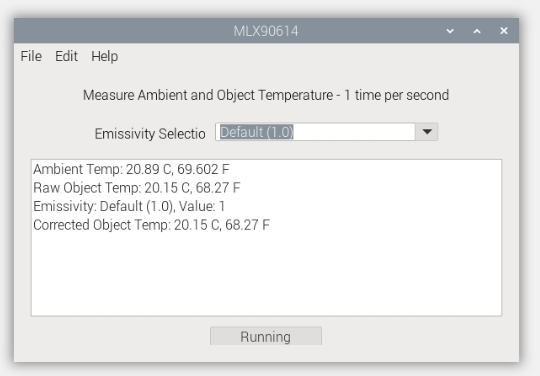 MLX90614
File Edit Help
Measure Ambient and Object Temperature - 1 time per second
Emissivity Selectio Default (1.0)
Ambient Temp: 20.89 C, 69.602 F
Raw Object Temp: 20.15 C, 68.27 F
Emissivity: Default (1.0), Value: 1
Corrected Object Temp: 20.15 C, 68.27 F
Running